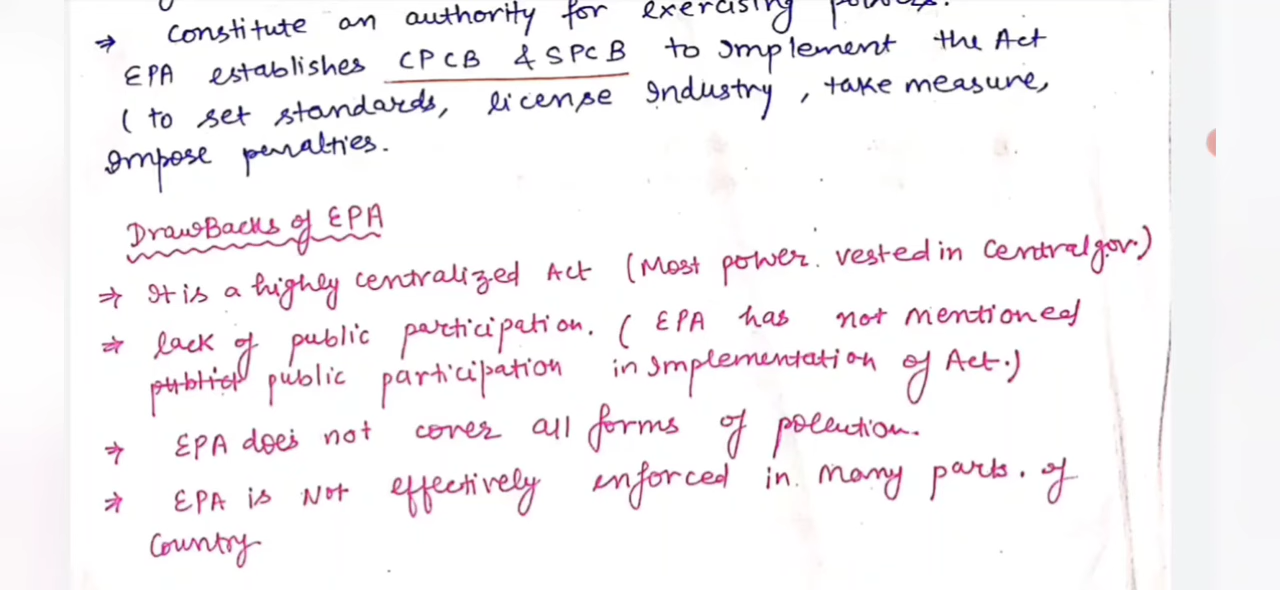 ⇒ Constitute an authority for exercising powers.
EPA establishes CPCB & SPCB to Implement the Act
( to set standards, license Industry, take measure,
Impose penalties.
DrawBacks of EPA
⇒ It is a highly centralized Act (Most power. vested in central gov.)
⇒ lack of public participation. ( EPA has not mentioned
public participation in Implementation of Act.)
⇒ EPA does not cover all forms of pollution.
⇒ EPA is Not effectively enforced in many parts. of
Country